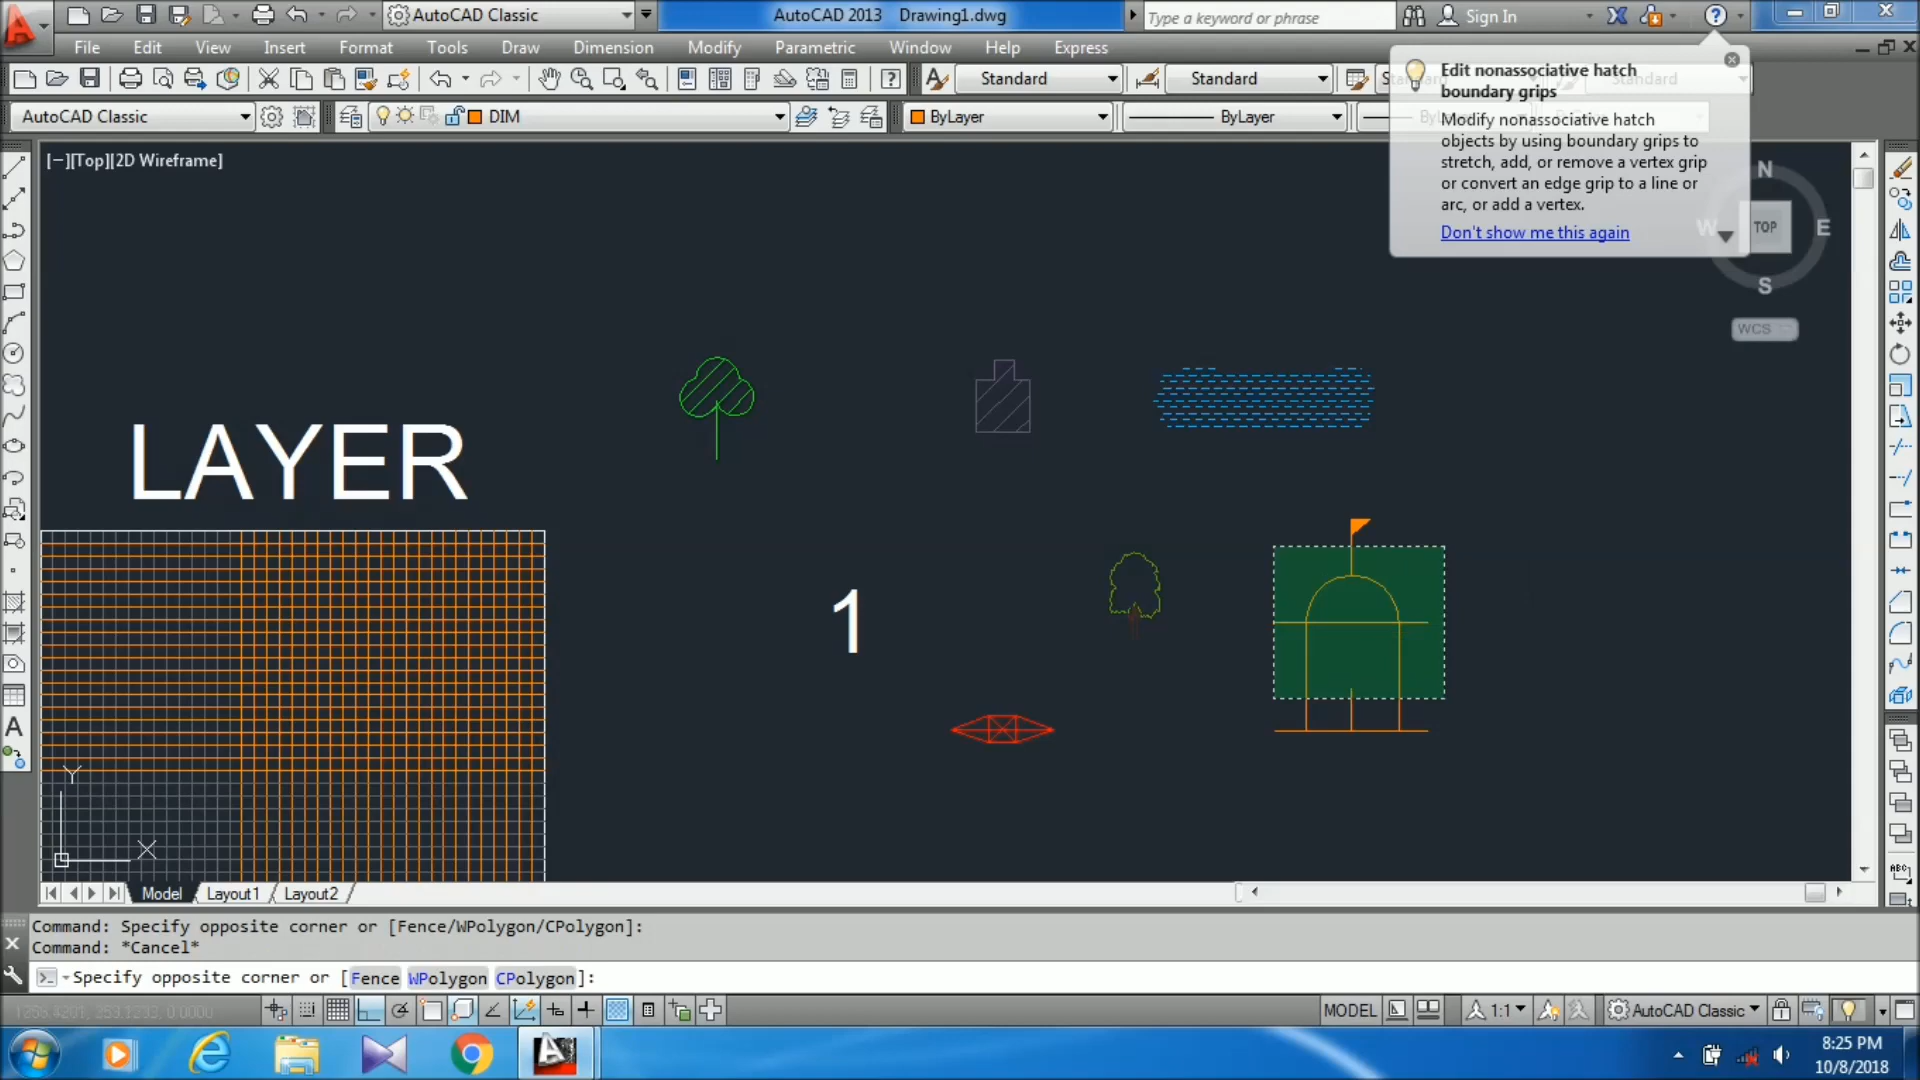 AutoCAD Classic
AutoCAD 2013 Drawing1.dwg
Type a keyword or phrase
Sign In
File Edit View Insert Format Tools Draw Dimension Modify Parametric Window Help Express
Standard Standard Standard
AutoCAD Classic DIM ByLayer ByLayer
Edit nonassociative hatch
boundary grips
Modify nonassociative hatch
objects by using boundary grips to
stretch, add, or remove a vertex grip
or convert an edge grip to a line or
arc, or add a vertex.
Don't show me this again
[−][Top][2D Wireframe]
N
W TOP E
S
WCS
LAYER
1
Y
X
Model Layout1 Layout2
Command: Specify opposite corner or [Fence/WPolygon/CPolygon]:
Command: *Cancel*
Specify opposite corner or [Fence WPolygon CPolygon]:
MODEL 1:1 AutoCAD Classic
8:25 PM
10/8/2018